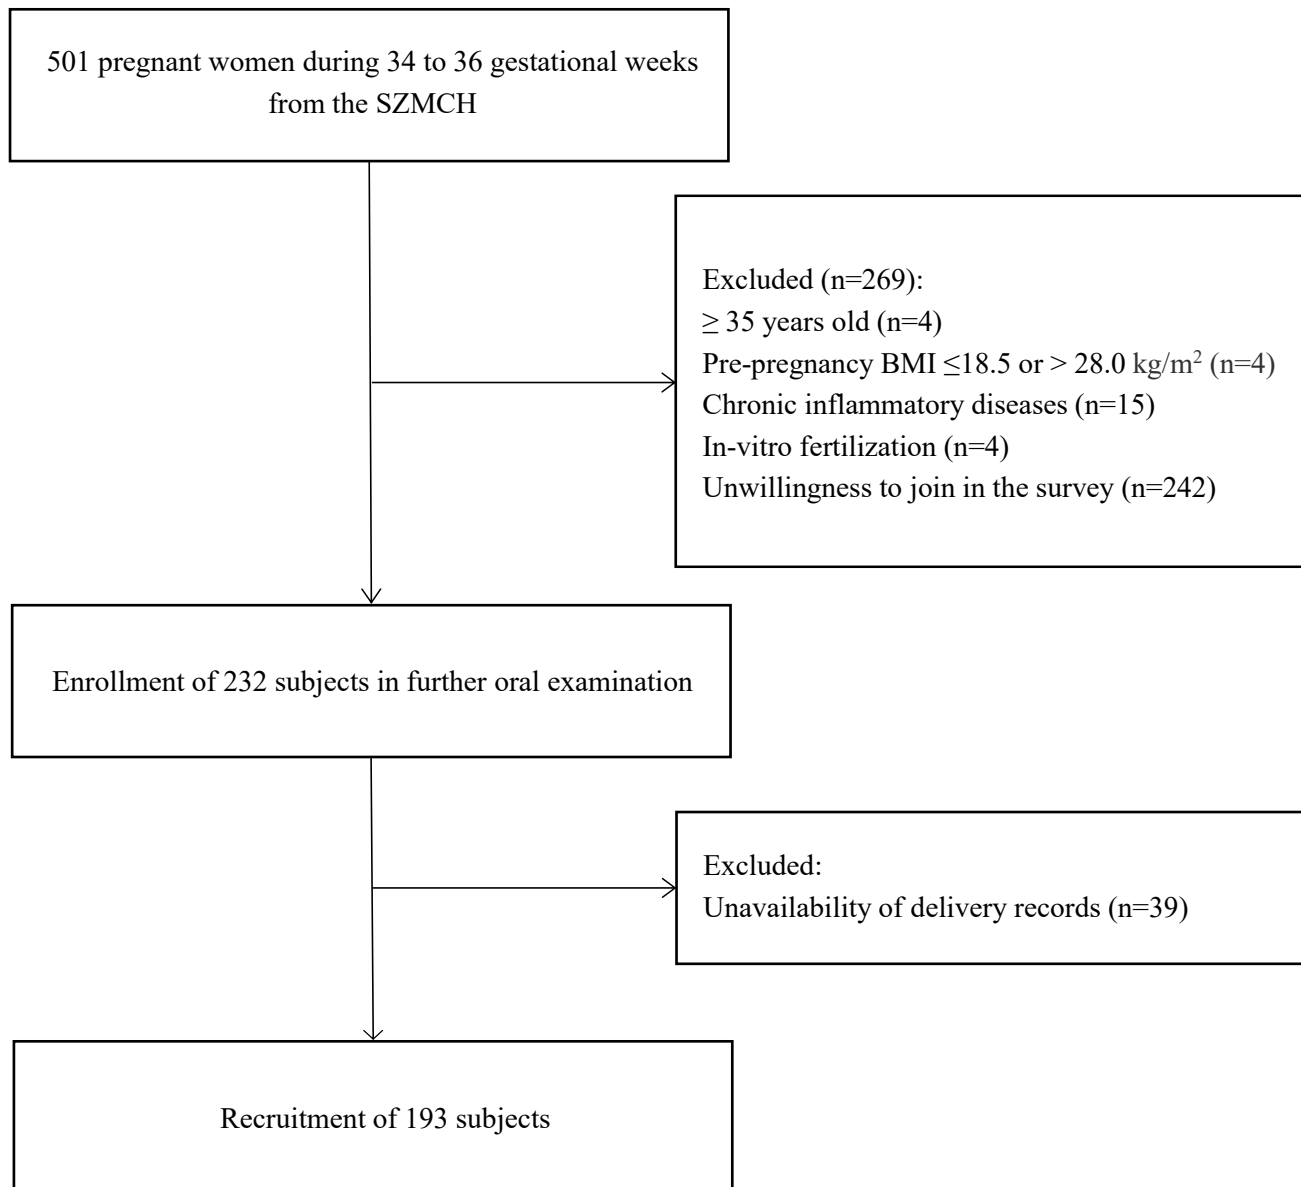 501 pregnant women during 34 to 36 gestational weeks
from the SZMCH
Excluded (n=269):
≥ 35 years old (n=4)
Pre-pregnancy BMI ≤18.5 or > 28.0 kg/m² (n=4)
Chronic inflammatory diseases (n=15)
In-vitro fertilization (n=4)
Unwillingness to join in the survey (n=242)
Enrollment of 232 subjects in further oral examination
Excluded:
Unavailability of delivery records (n=39)
Recruitment of 193 subjects